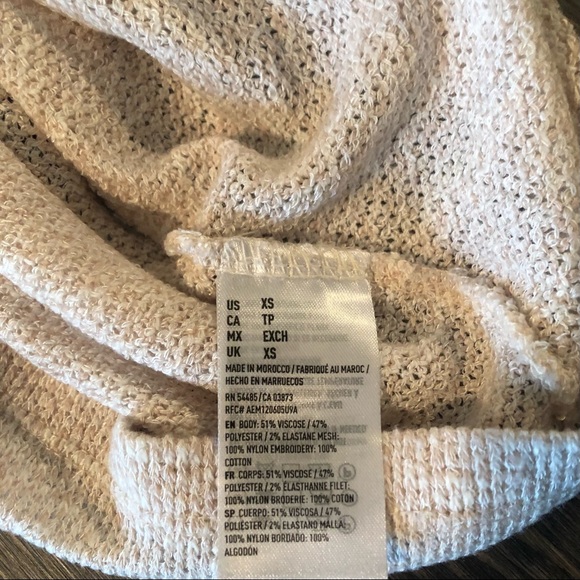 US XS
CA TP
MX EXCH
UK XS
MADE IN MOROCCO / FABRIQUÉ AU MAROC /
HECHO EN MARRUECOS
RN 54485 / CA 03873
RFC# AEM120605U9A
EN BODY: 51% VISCOSE / 47%
POLYESTER / 2% ELASTANE MESH:
100% NYLON EMBROIDERY: 100%
COTTON
FR CORPS: 51% VISCOSE / 47%
POLYESTER / 2% ÉLASTHANNE FILET:
100% NYLON BRODERIE: 100% COTON
SP CUERPO: 51% VISCOSA / 47%
POLIÉSTER / 2% ELASTANO MALLA:
100% NYLON BORDADO: 100%
ALGODÓN